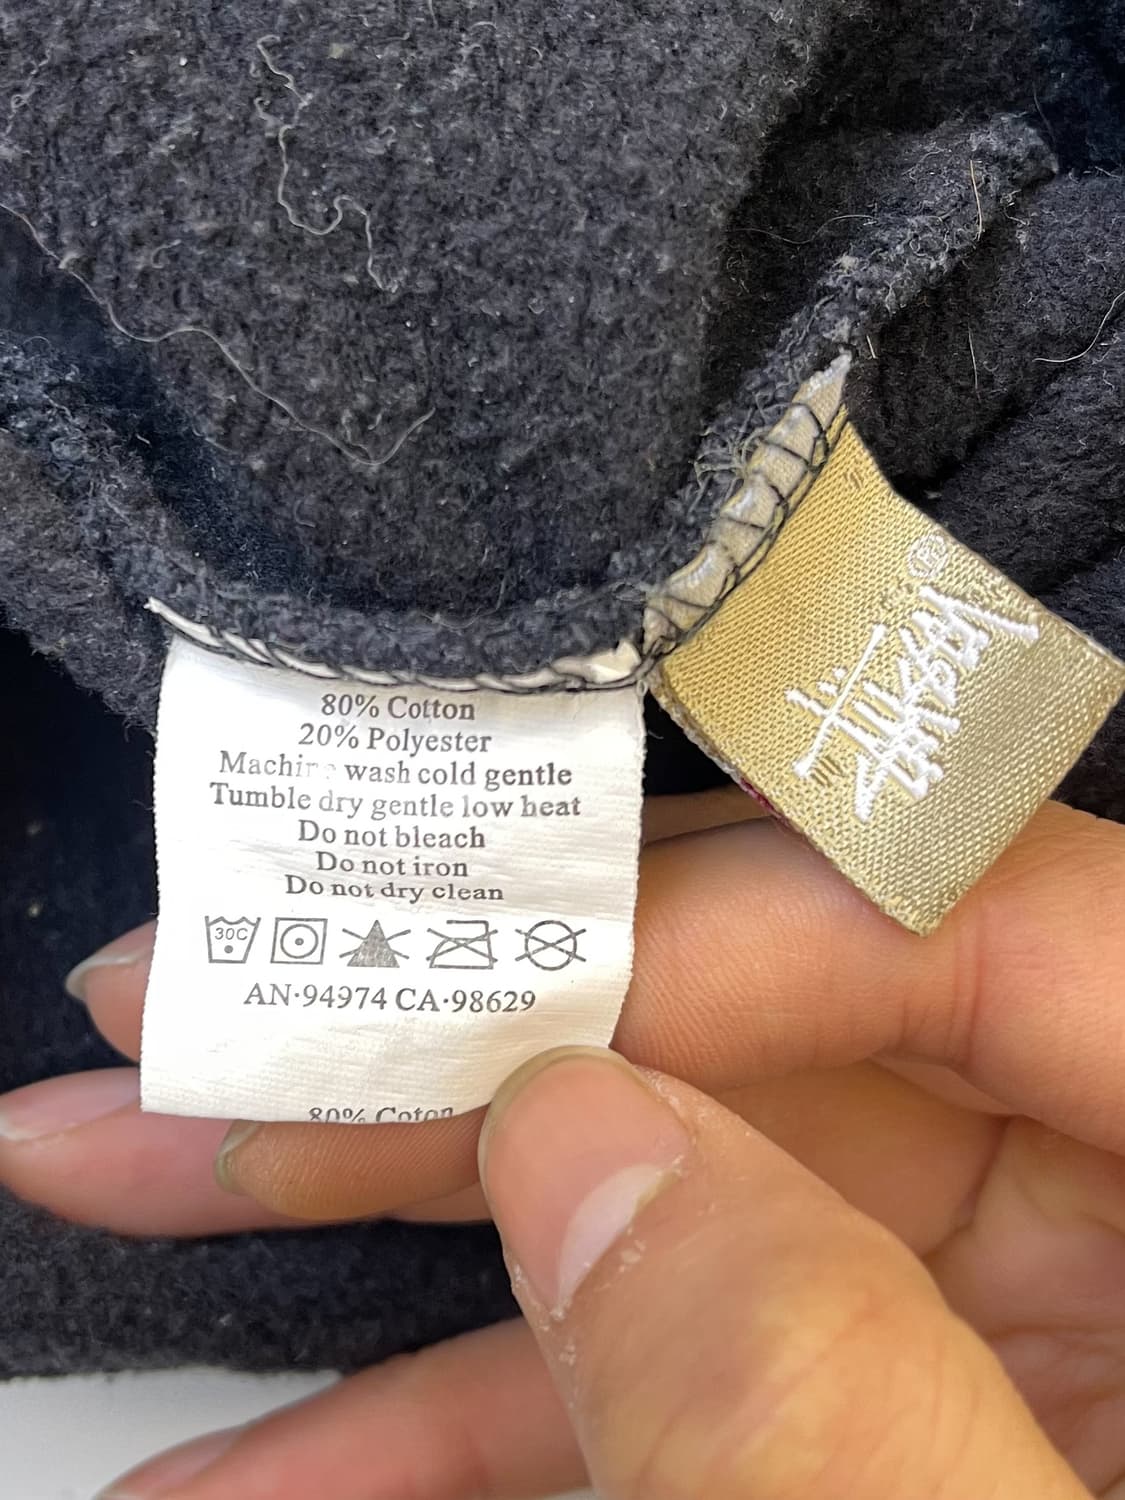 80% Cotton
20% Polyester
Machine wash cold gentle
Tumble dry gentle low heat
Do not bleach
Do not iron
Do not dry clean
30C
AN·94974 CA·98629
80% Coton
Stüssy